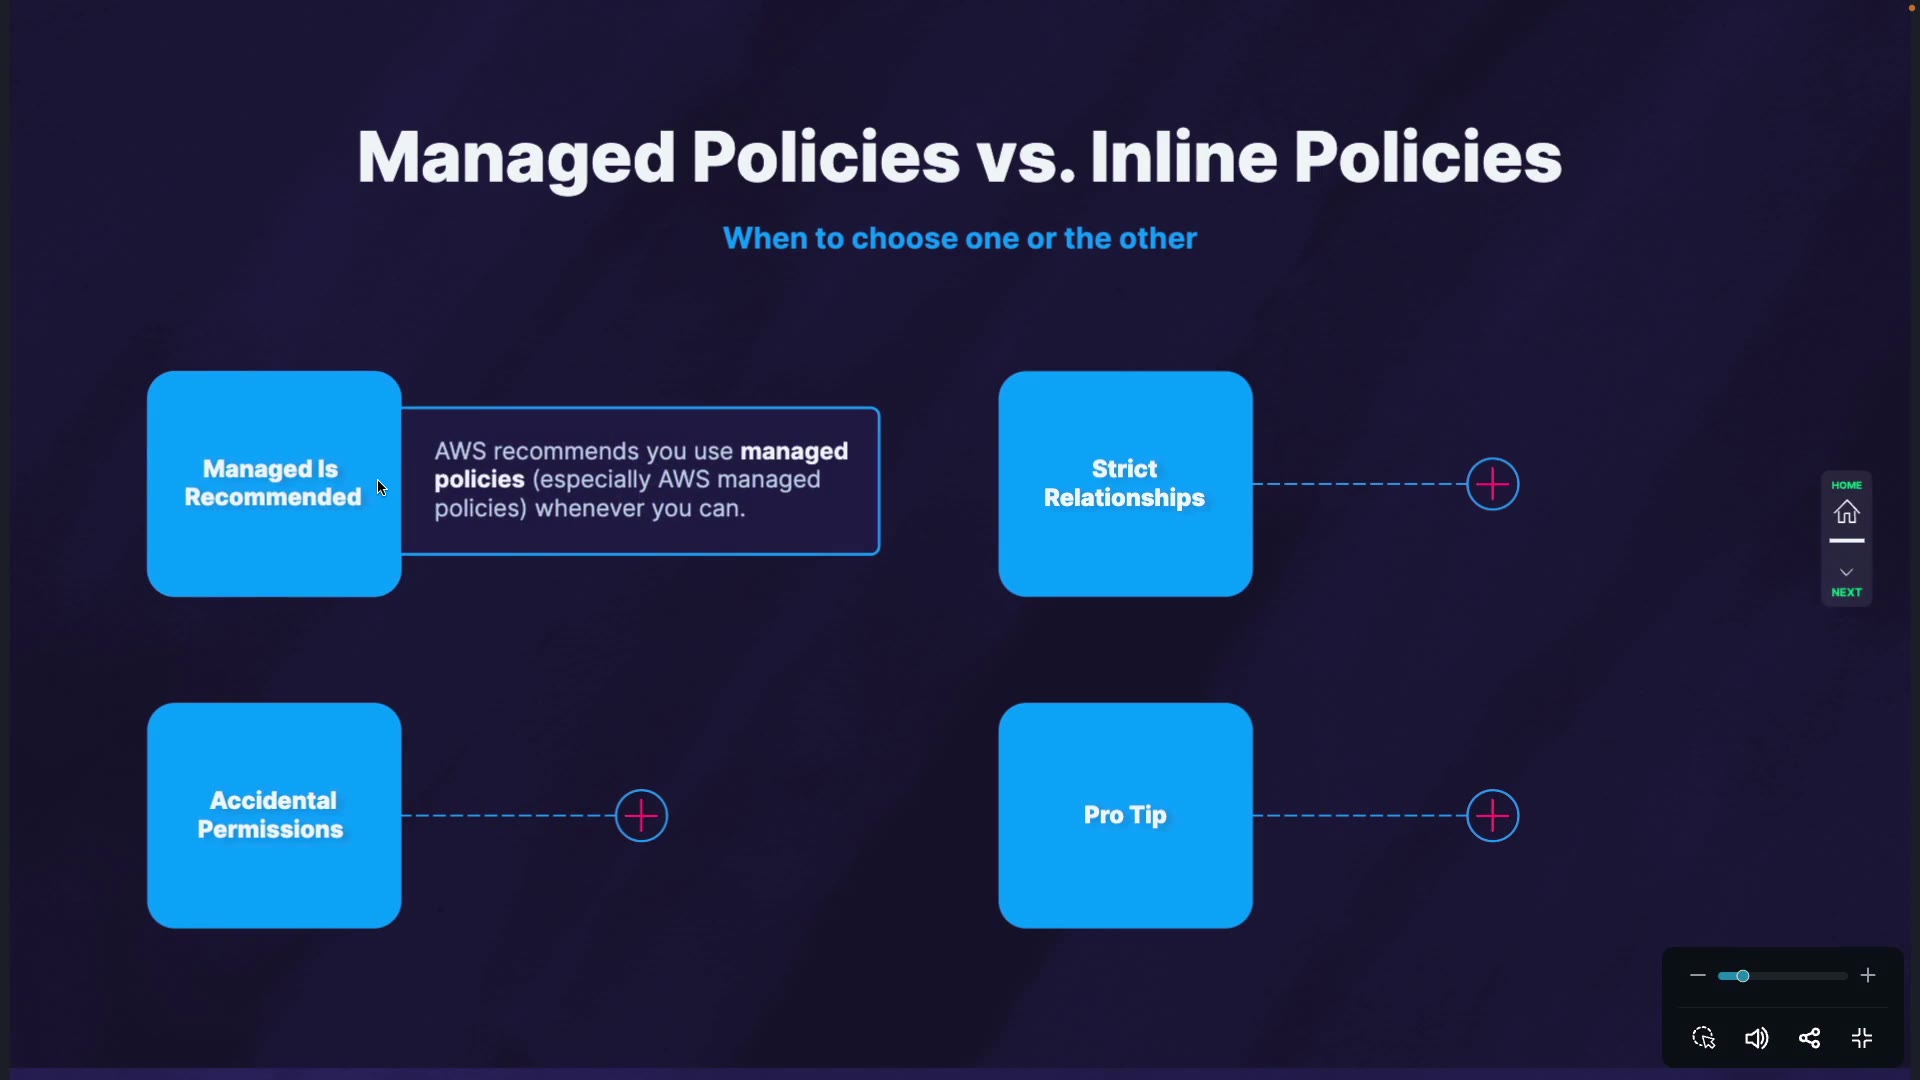 Managed Policies vs. Inline Policies
When to choose one or the other
Managed Is
Recommended
AWS recommends you use managed
policies (especially AWS managed
policies) whenever you can.
Strict
Relationships
HOME
NEXT
Accidental
Permissions
Pro Tip